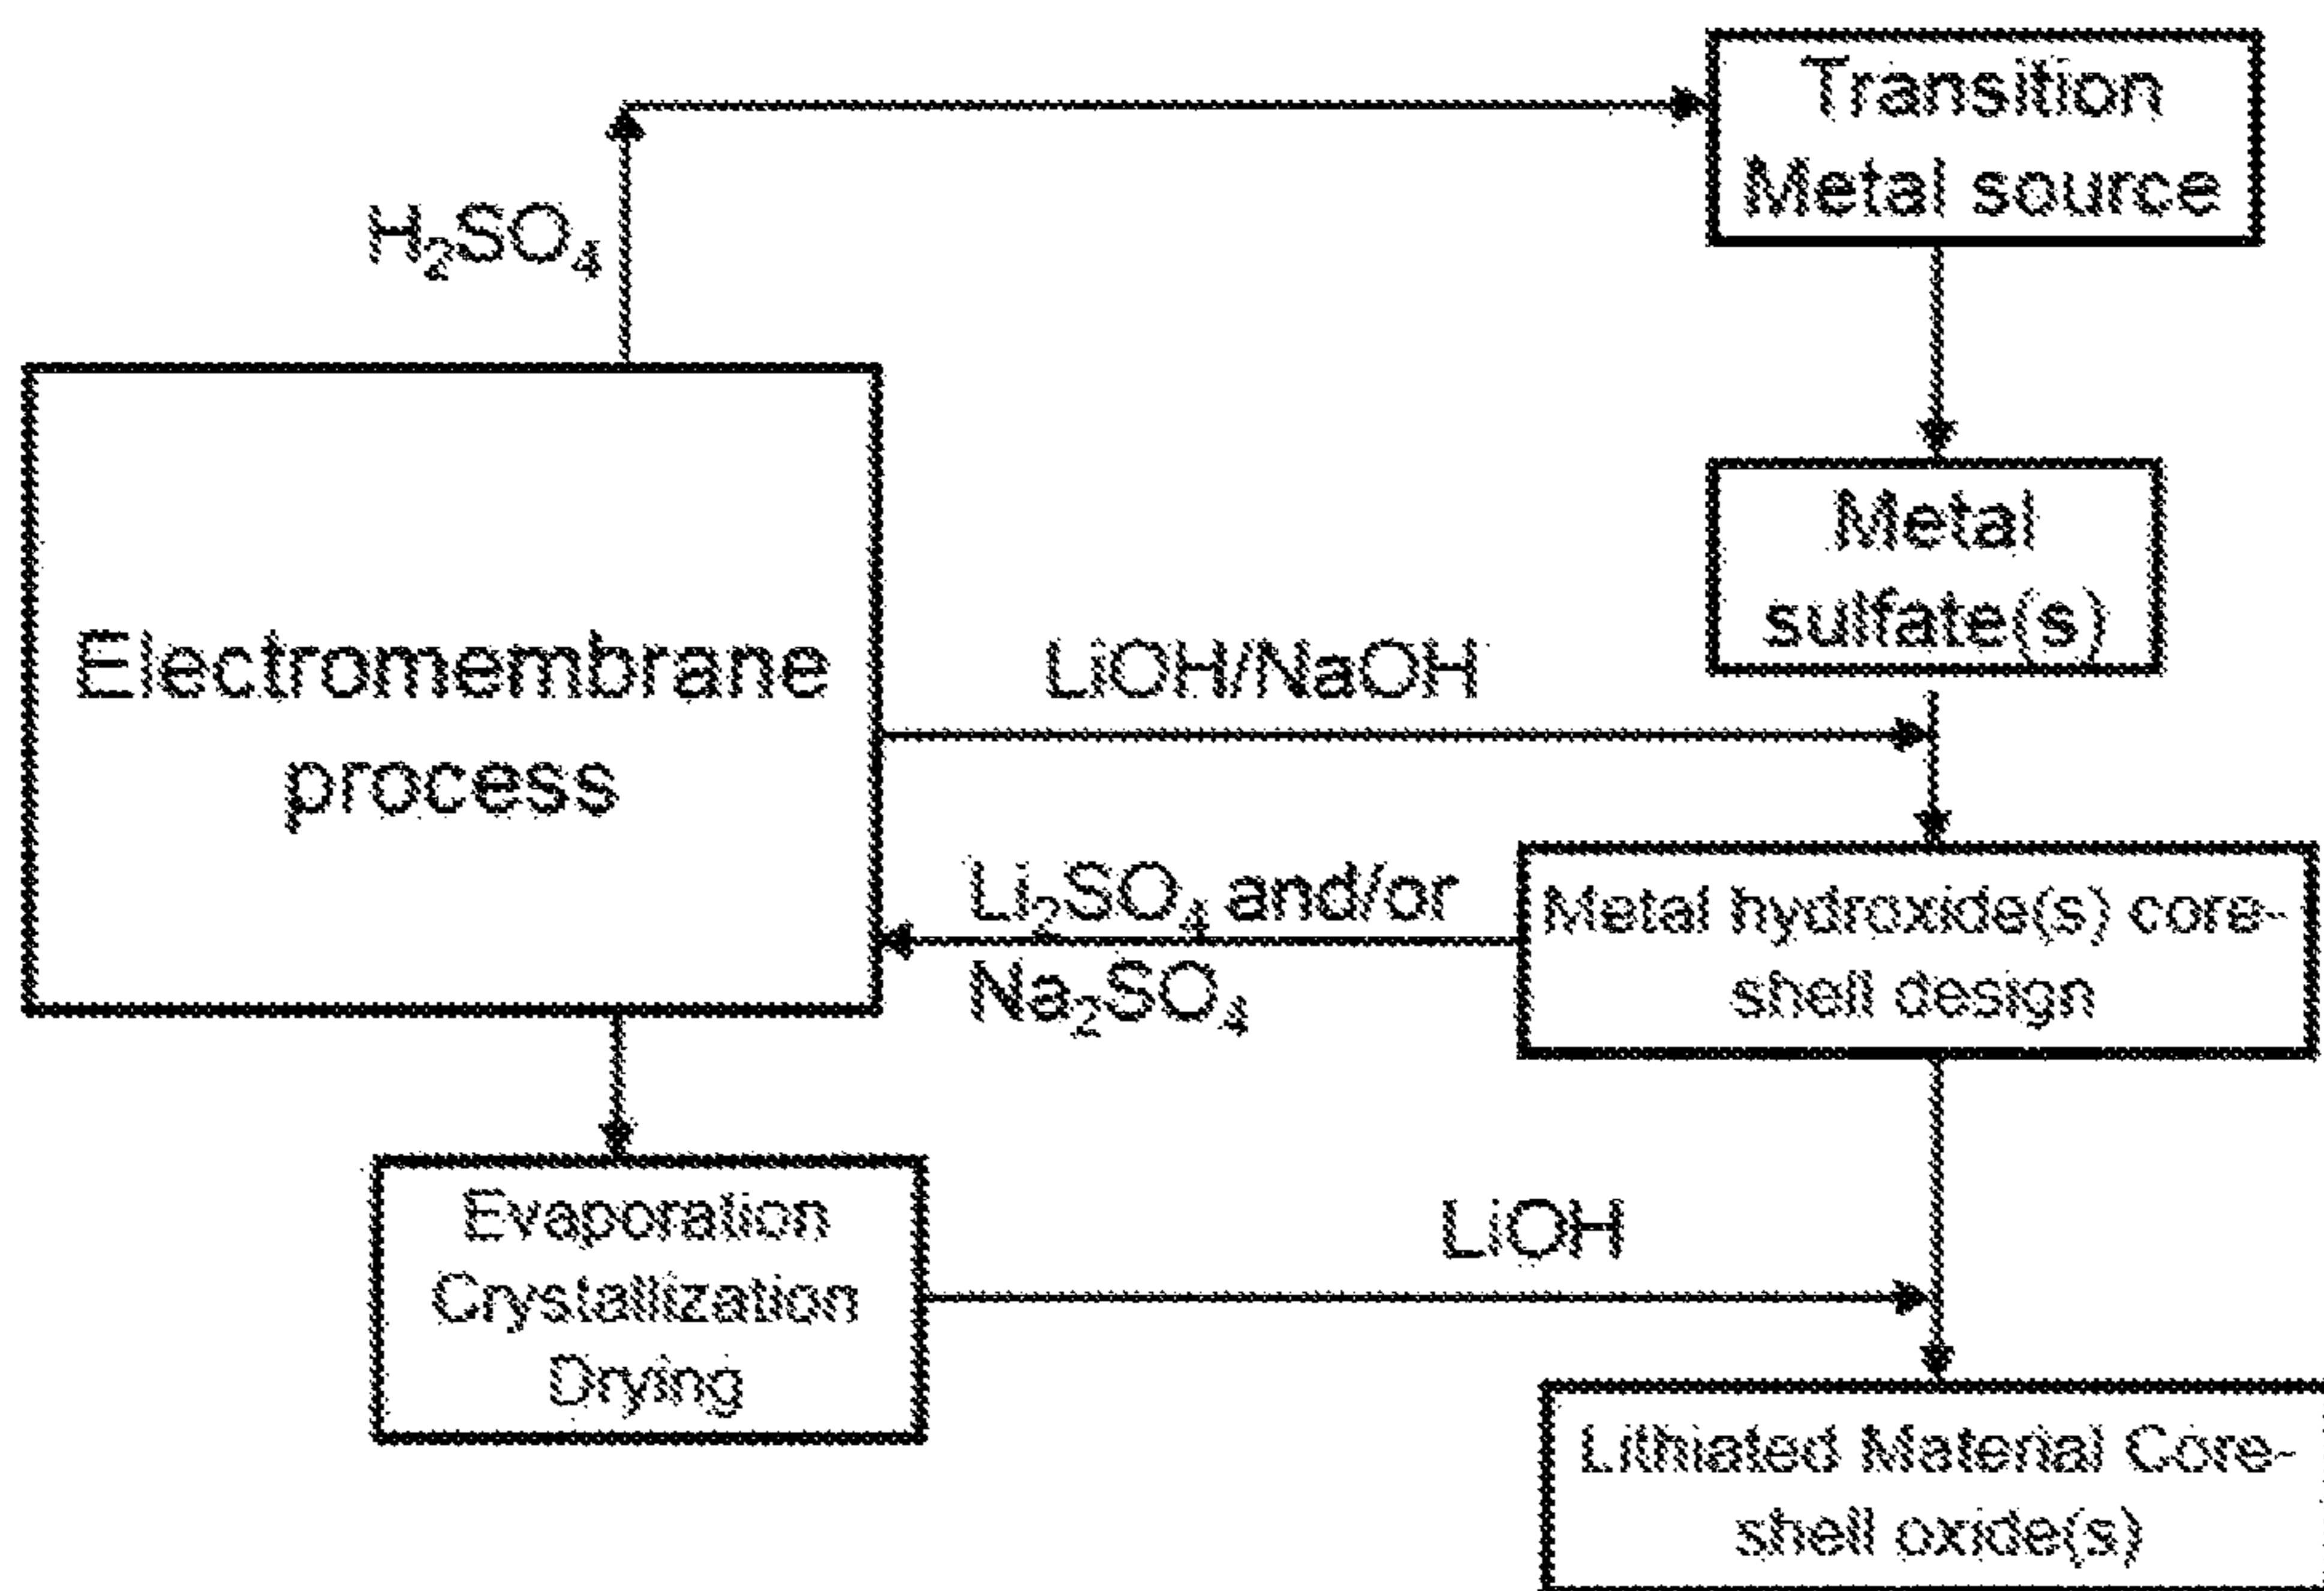 Transition
Metal source
H₂SO₄
Metal
sulfate(s)
Electromembrane
process
LiOH/NaOH
Li₂SO₄ and/or
Na₂SO₄
Metal hydroxide(s) core-
shell design
Evaporation
Crystallization
Drying
LiOH
Lithiated Material Core-
shell oxide(s)